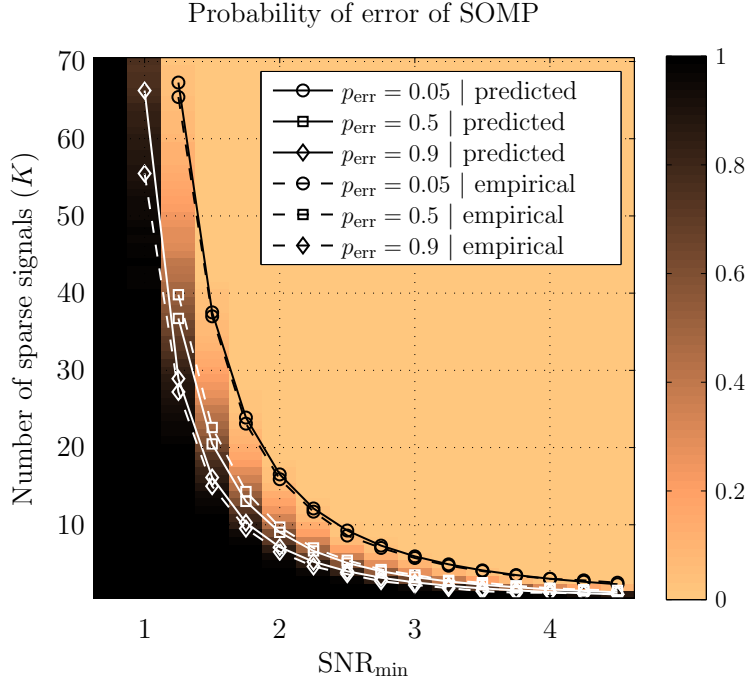 Probability of error of SOMP
Number of sparse signals (K)
70
60
50
40
30
20
10
p_err = 0.05 | predicted
p_err = 0.5 | predicted
p_err = 0.9 | predicted
p_err = 0.05 | empirical
p_err = 0.5 | empirical
p_err = 0.9 | empirical
1
0.8
0.6
0.4
0.2
0
1 2 3 4
SNR_min